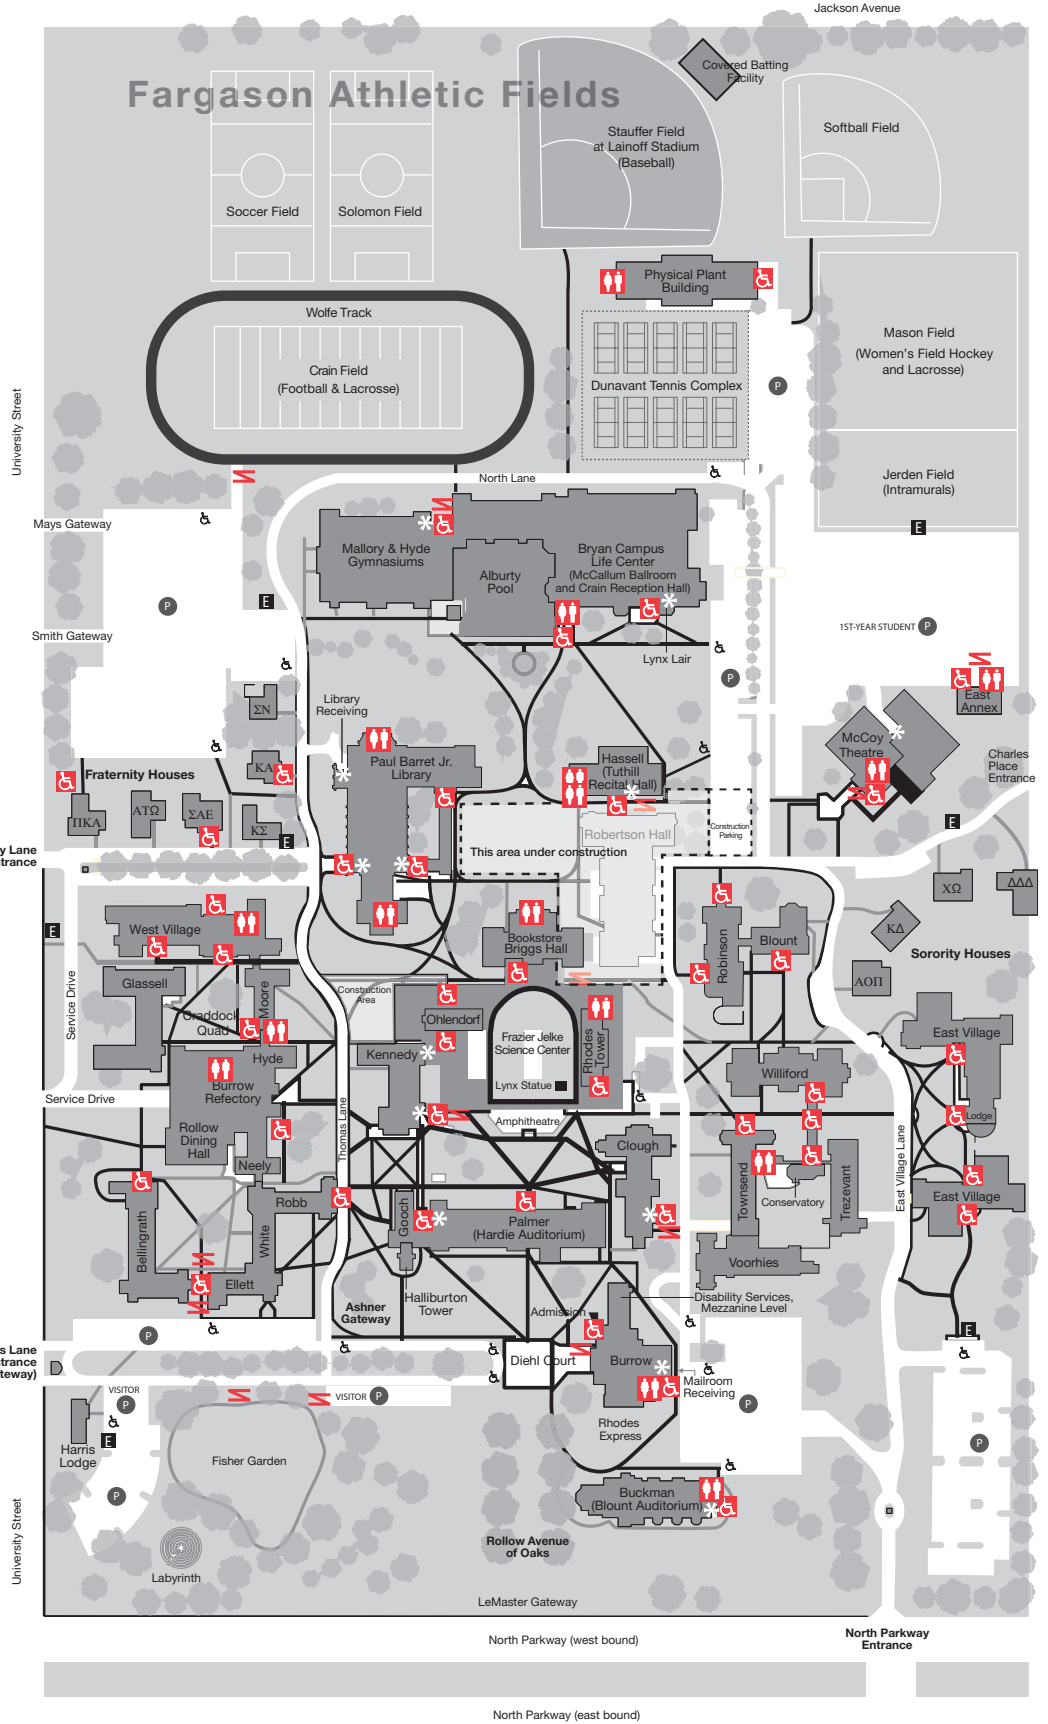 Jackson Avenue
Fargason Athletic Fields
Covered Batting
Facility
Stauffer Field
at Lainoff Stadium
(Baseball)
Softball Field
Soccer Field
Solomon Field
Physical Plant
Building
Wolfe Track
Crain Field
(Football & Lacrosse)
Dunavant Tennis Complex
P
Mason Field
(Women's Field Hockey
and Lacrosse)
University Street
North Lane
Jerden Field
(Intramurals)
Mays Gateway
E
Mallory & Hyde
Gymnasiums
Alburty
Pool
Bryan Campus
Life Center
(McCallum Ballroom
and Crain Reception Hall)
P
E
Smith Gateway
1ST-YEAR STUDENT P
Lynx Lair
P
East
Annex
ΣΝ
Library
Receiving
McCoy
Theatre
Charles
Place
Entrance
Fraternity Houses
ΚΑ
Paul Barret Jr.
Library
Hassell
(Tuthill
Recital Hall)
ΠΚΑ
ΑΤΩ
ΣΑΕ
ΚΣ
E
Robertson Hall
Construction
Parking
E
This area under construction
y Lane
ntrance
ΧΩ
ΔΔΔ
ΚΔ
E
West Village
Bookstore
Briggs Hall
Robinson
Blount
Sorority Houses
ΑΟΠ
Glassell
Moore
Construction
Area
Service Drive
Craddock
Quad
Ohlendorf
Frazier Jelke
Science Center
Rhodes
Tower
East Village
Hyde
Kennedy
Williford
Burrow
Refectory
Lynx Statue
Service Drive
Amphitheatre
Lodge
Rollow
Dining
Hall
Thomas Lane
Clough
Neely
Townsend
Conservatory
Trezevant
East Village Lane
East Village
Robb
Gooch
Palmer
(Hardie Auditorium)
Bellingrath
White
Voorhies
Ellett
Halliburton
Tower
Disability Services,
Mezzanine Level
Ashner
Gateway
Admission
P
E
s Lane
ntrance
teway)
Diehl Court
Burrow
Mailroom
Receiving
VISITOR
P
VISITOR P
P
E
Harris
Lodge
Rhodes
Express
P
Fisher Garden
P
Buckman
(Blount Auditorium)
University Street
Rollow Avenue
of Oaks
Labyrinth
LeMaster Gateway
North Parkway (west bound)
North Parkway
Entrance
North Parkway (east bound)